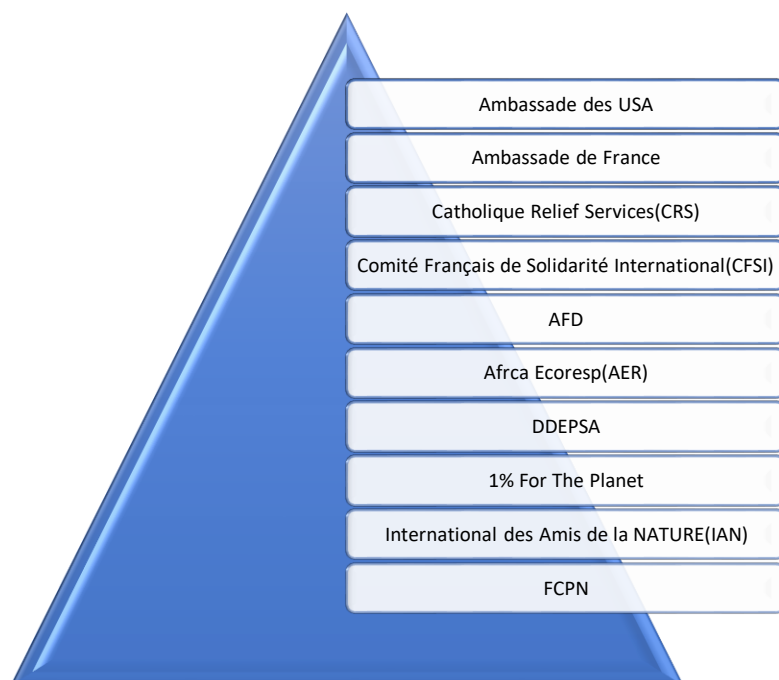 Ambassade des USA
Ambassade de France
Catholique Relief Services(CRS)
Comité Français de Solidarité International(CFSI)
AFD
Afrca Ecoresp(AER)
DDEPSA
1% For The Planet
International des Amis de la NATURE(IAN)
FCPN